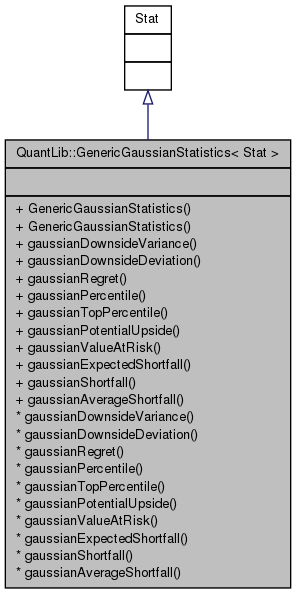 Stat
QuantLib::GenericGaussianStatistics< Stat >
+ GenericGaussianStatistics()
+ GenericGaussianStatistics()
+ gaussianDownsideVariance()
+ gaussianDownsideDeviation()
+ gaussianRegret()
+ gaussianPercentile()
+ gaussianTopPercentile()
+ gaussianPotentialUpside()
+ gaussianValueAtRisk()
+ gaussianExpectedShortfall()
+ gaussianShortfall()
+ gaussianAverageShortfall()
* gaussianDownsideVariance()
* gaussianDownsideDeviation()
* gaussianRegret()
* gaussianPercentile()
* gaussianTopPercentile()
* gaussianPotentialUpside()
* gaussianValueAtRisk()
* gaussianExpectedShortfall()
* gaussianShortfall()
* gaussianAverageShortfall()